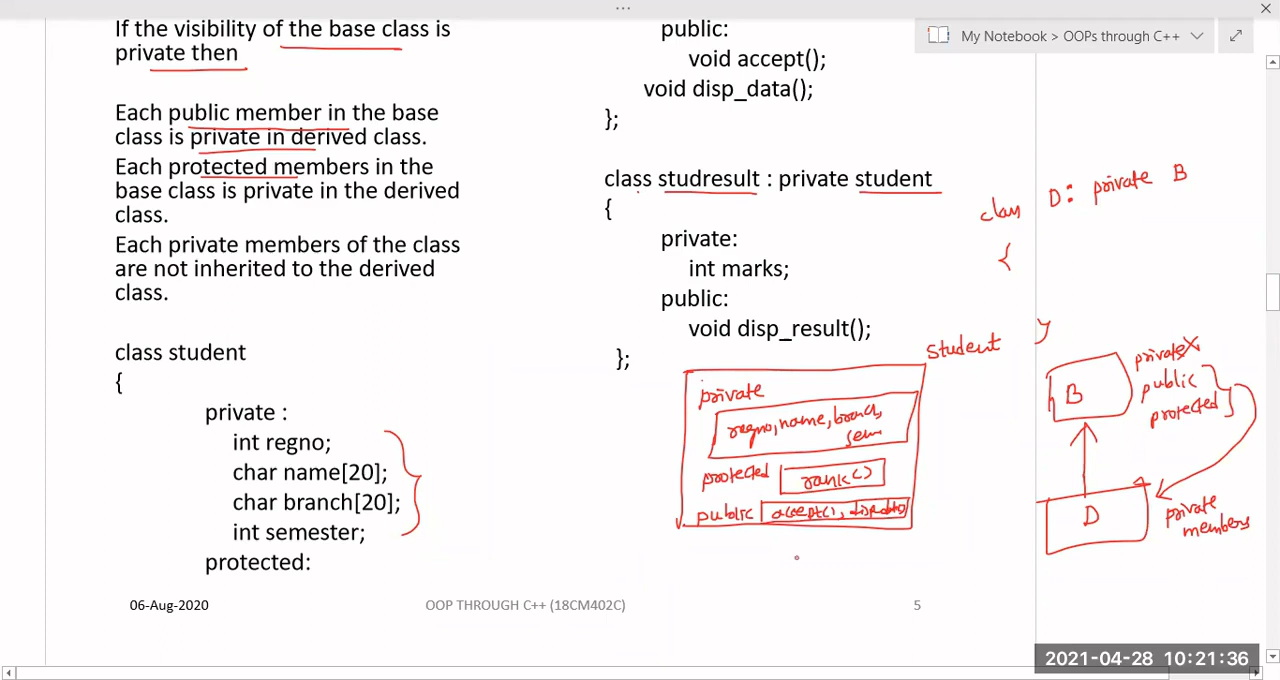 My Notebook > OOPs through C++
If the visibility of the base class is
private then
Each public member in the base
class is private in derived class.
Each protected members in the
base class is private in the derived
class.
Each private members of the class
are not inherited to the derived
class.
class student
{
private :
int regno;
char name[20];
char branch[20];
int semester;
protected:
public:
void accept();
void disp_data();
};
class studresult : private student
{
private:
int marks;
public:
void disp_result();
};
class D: private B
{
}
student
private
regno, name, branch,
sem
protected rank()
public accept(),
B
private x
public
protected
D
private
members
06-Aug-2020
OOP THROUGH C++ (18CM402C)
5
2021-04-28 10:21:36